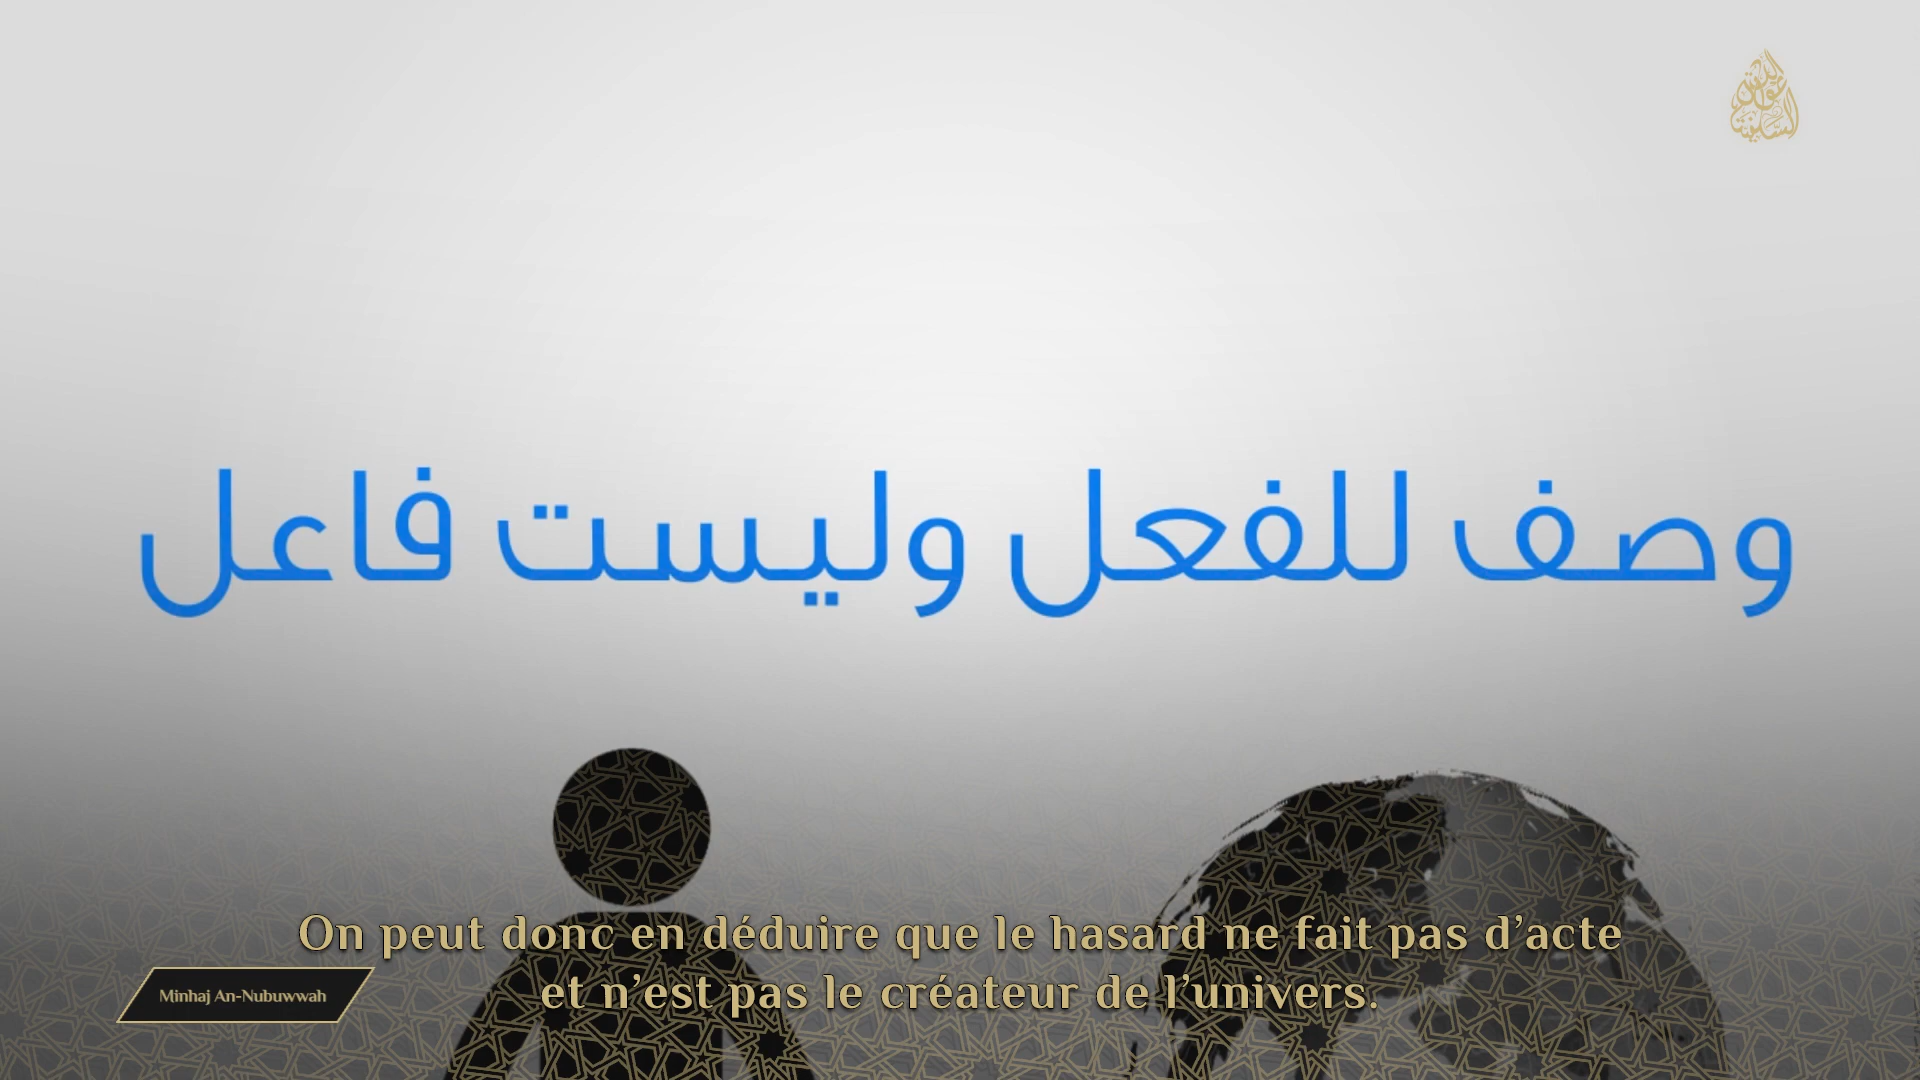 وصف للفعل وليست فاعل
On peut donc en déduire que le hasard ne fait pas d’acte
et n’est pas le créateur de l’univers.
Minhaj An-Nubuwwah